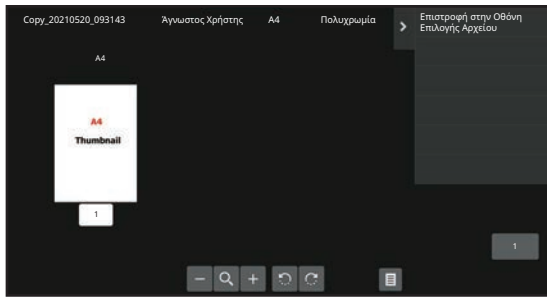 Copy_20210520_093143 Άγνωστος Χρήστης A4 Πολυχρωμία
Επιστροφή στην Οθόνη
Επιλογής Αρχείου
A4
A4
Thumbnail
1
1